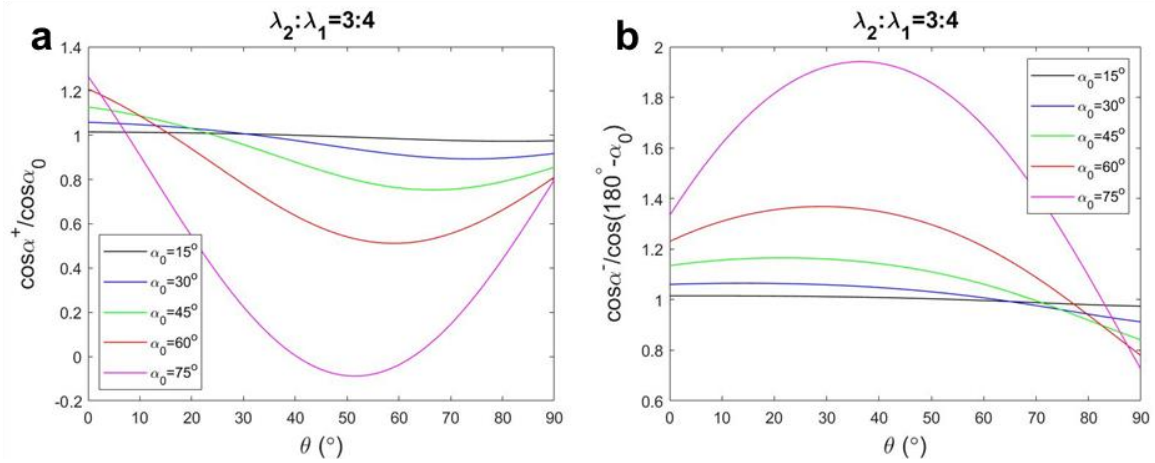 a
λ₂:λ₁=3:4
1.4
1.2
1
0.8
0.6
0.4
0.2
0
-0.2
cosα⁺/cosα₀
α₀=15°
α₀=30°
α₀=45°
α₀=60°
α₀=75°
0 10 20 30 40 50 60 70 80 90
θ (°)
b
λ₂:λ₁=3:4
2
1.8
1.6
1.4
1.2
1
0.8
0.6
cosα⁻/cos(180°-α₀)
α₀=15°
α₀=30°
α₀=45°
α₀=60°
α₀=75°
0 10 20 30 40 50 60 70 80 90
θ (°)